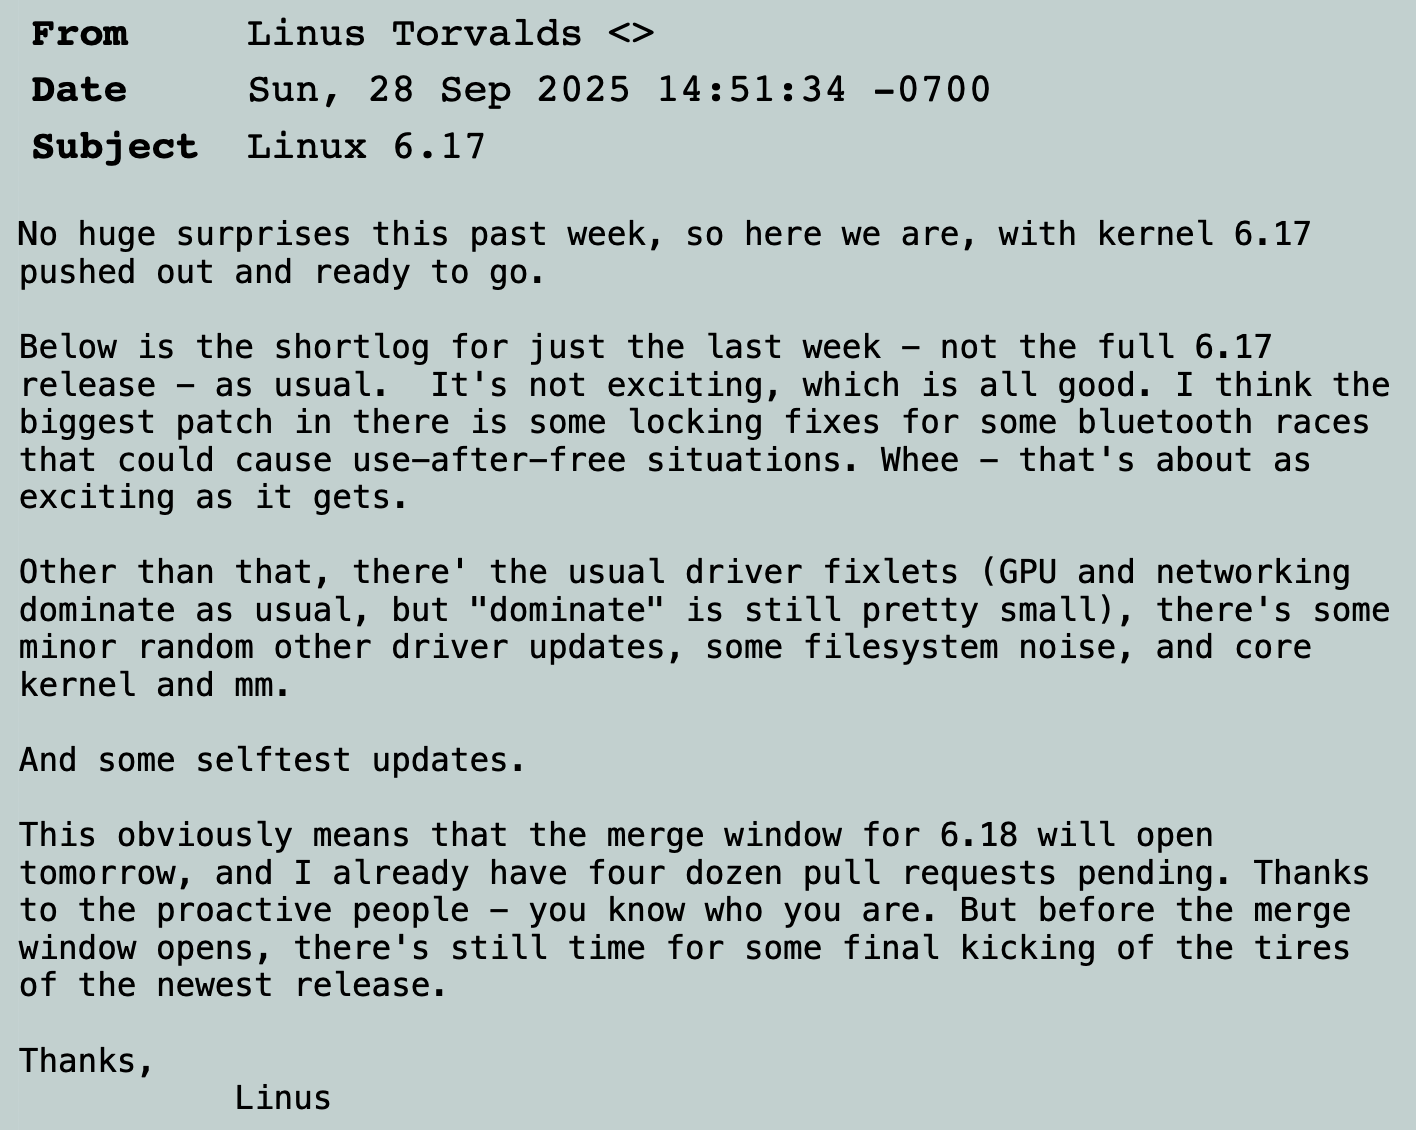 From Linus Torvalds <>
Date Sun, 28 Sep 2025 14:51:34 -0700
Subject Linux 6.17
No huge surprises this past week, so here we are, with kernel 6.17
pushed out and ready to go.
Below is the shortlog for just the last week - not the full 6.17
release - as usual.  It's not exciting, which is all good. I think the
biggest patch in there is some locking fixes for some bluetooth races
that could cause use-after-free situations. Whee - that's about as
exciting as it gets.
Other than that, there' the usual driver fixlets (GPU and networking
dominate as usual, but "dominate" is still pretty small), there's some
minor random other driver updates, some filesystem noise, and core
kernel and mm.
And some selftest updates.
This obviously means that the merge window for 6.18 will open
tomorrow, and I already have four dozen pull requests pending. Thanks
to the proactive people - you know who you are. But before the merge
window opens, there's still time for some final kicking of the tires
of the newest release.
Thanks,
Linus